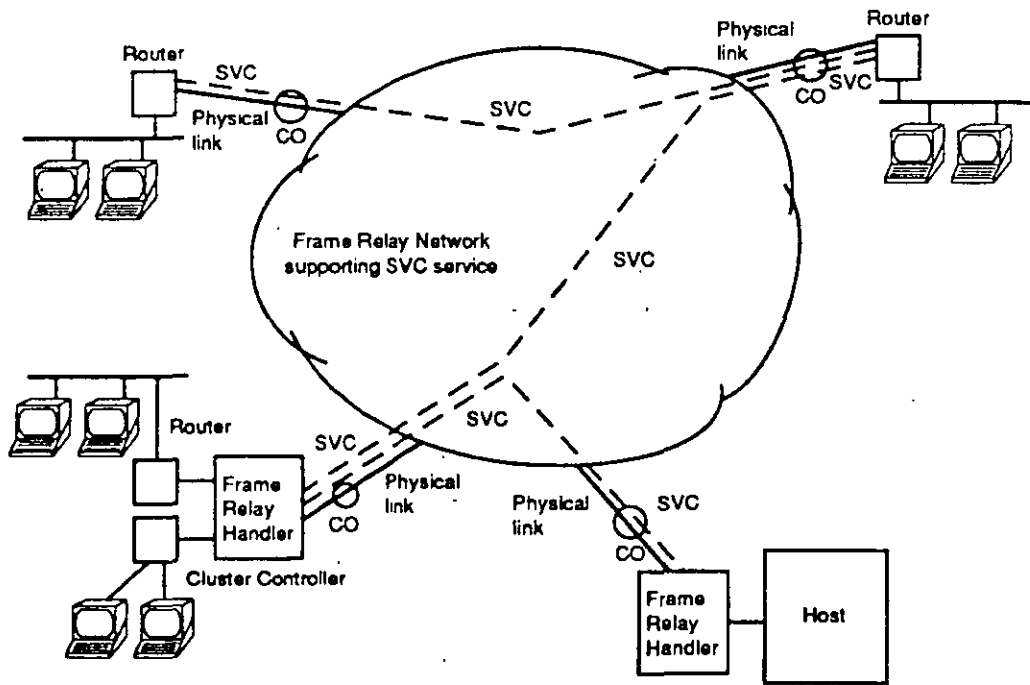 Router
SVC
Physical
link
CO
SVC
Physical
link
CO
SVC
Router
Frame Relay Network
supporting SVC service
SVC
Router
SVC
SVC
Frame
Relay
Handler
CO
Physical
link
Cluster Controller
Physical
link
SVC
CO
Frame
Relay
Handler
Host